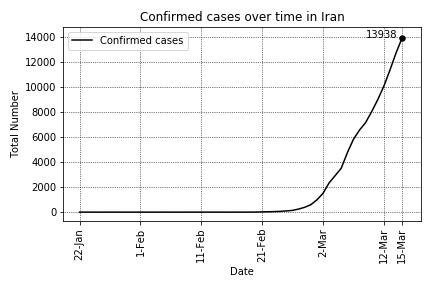 Confirmed cases over time in Iran
Confirmed cases
13938
14000
12000
10000
8000
6000
4000
2000
0
Total Number
22-Jan
1-Feb
11-Feb
21-Feb
2-Mar
12-Mar
15-Mar
Date